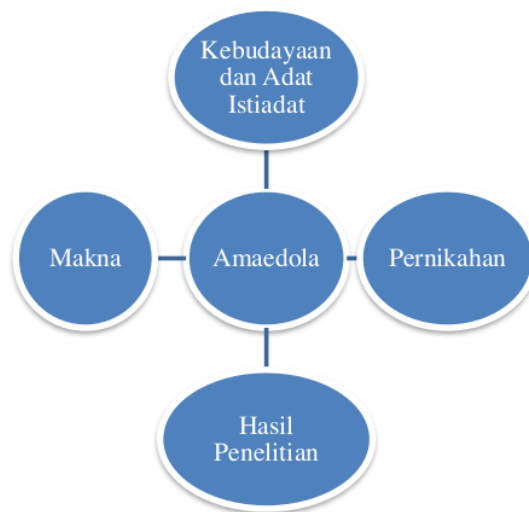 Kebudayaan
dan Adat
Istiadat
Makna
Amaedola
Pernikahan
Hasil
Penelitian